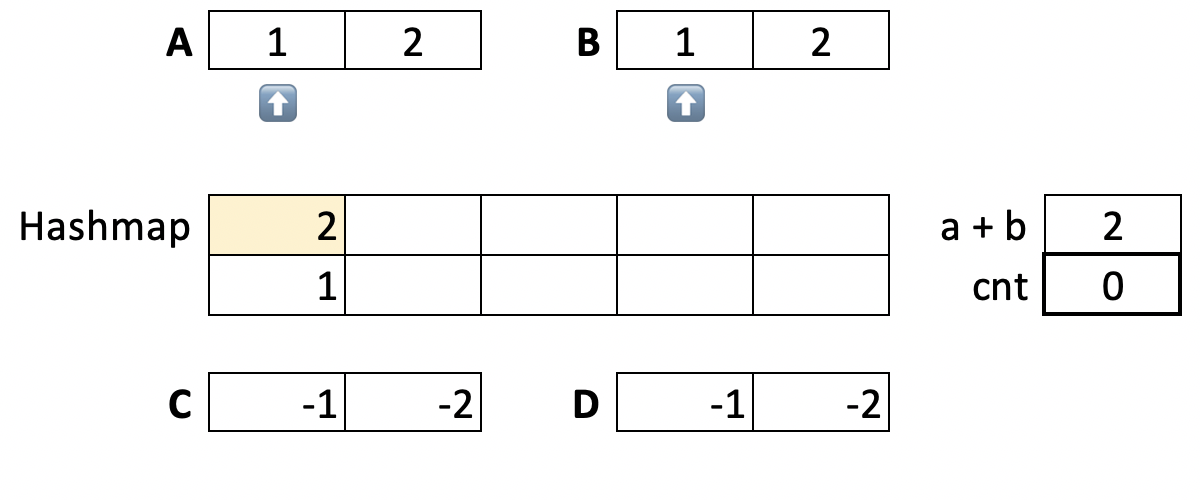 A 1 2 B 1 2
Hashmap 2 a + b 2
1 cnt 0
C -1 -2 D -1 -2